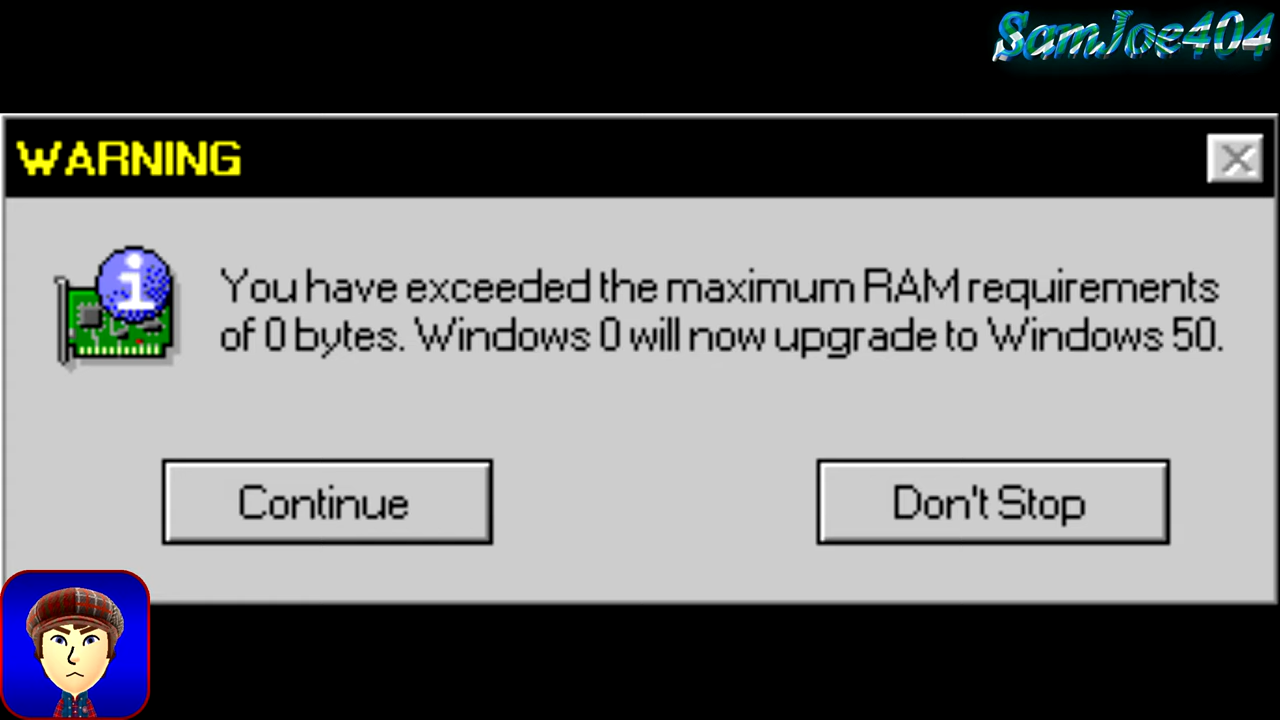 SamJoe404
WARNING
You have exceeded the maximum RAM requirements
of 0 bytes. Windows 0 will now upgrade to Windows 50.
Continue
Don't Stop